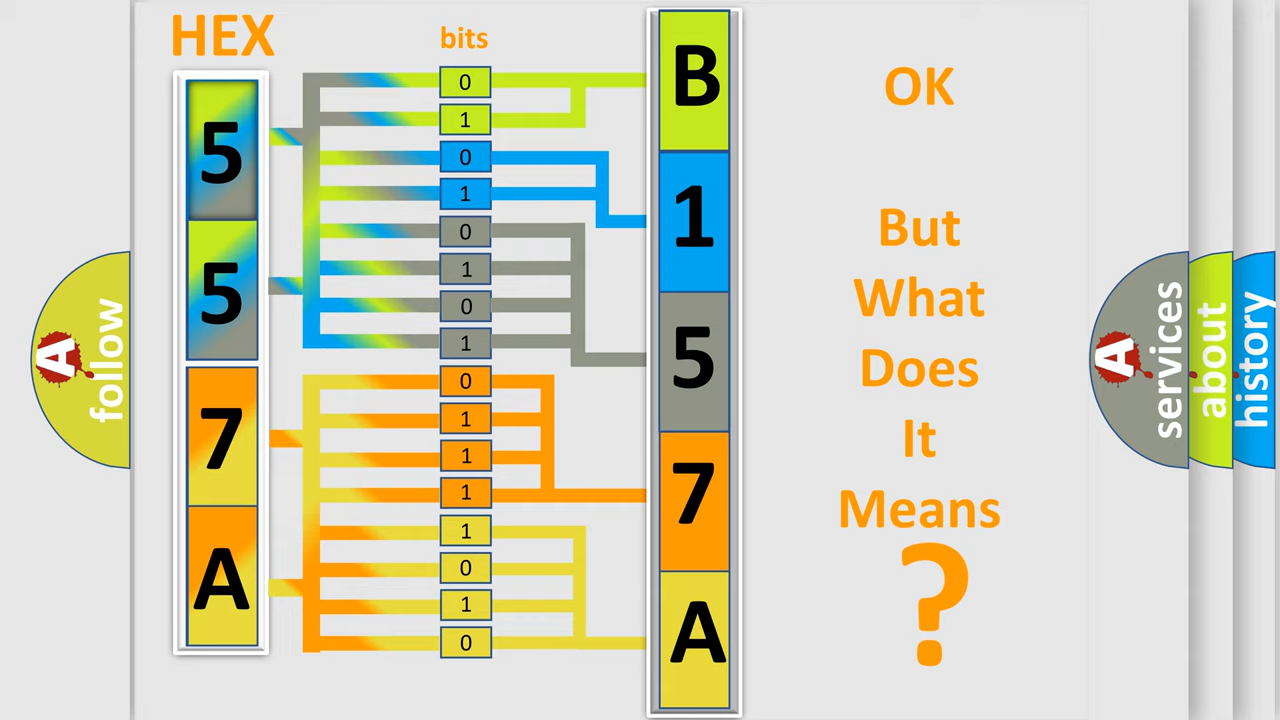 HEX
bits
5
5
7
A
0
1
0
1
0
1
0
1
0
1
1
1
1
0
1
0
B
1
5
7
A
OK
But
What
Does
It
Means
?
A
follow
A
services
about
history